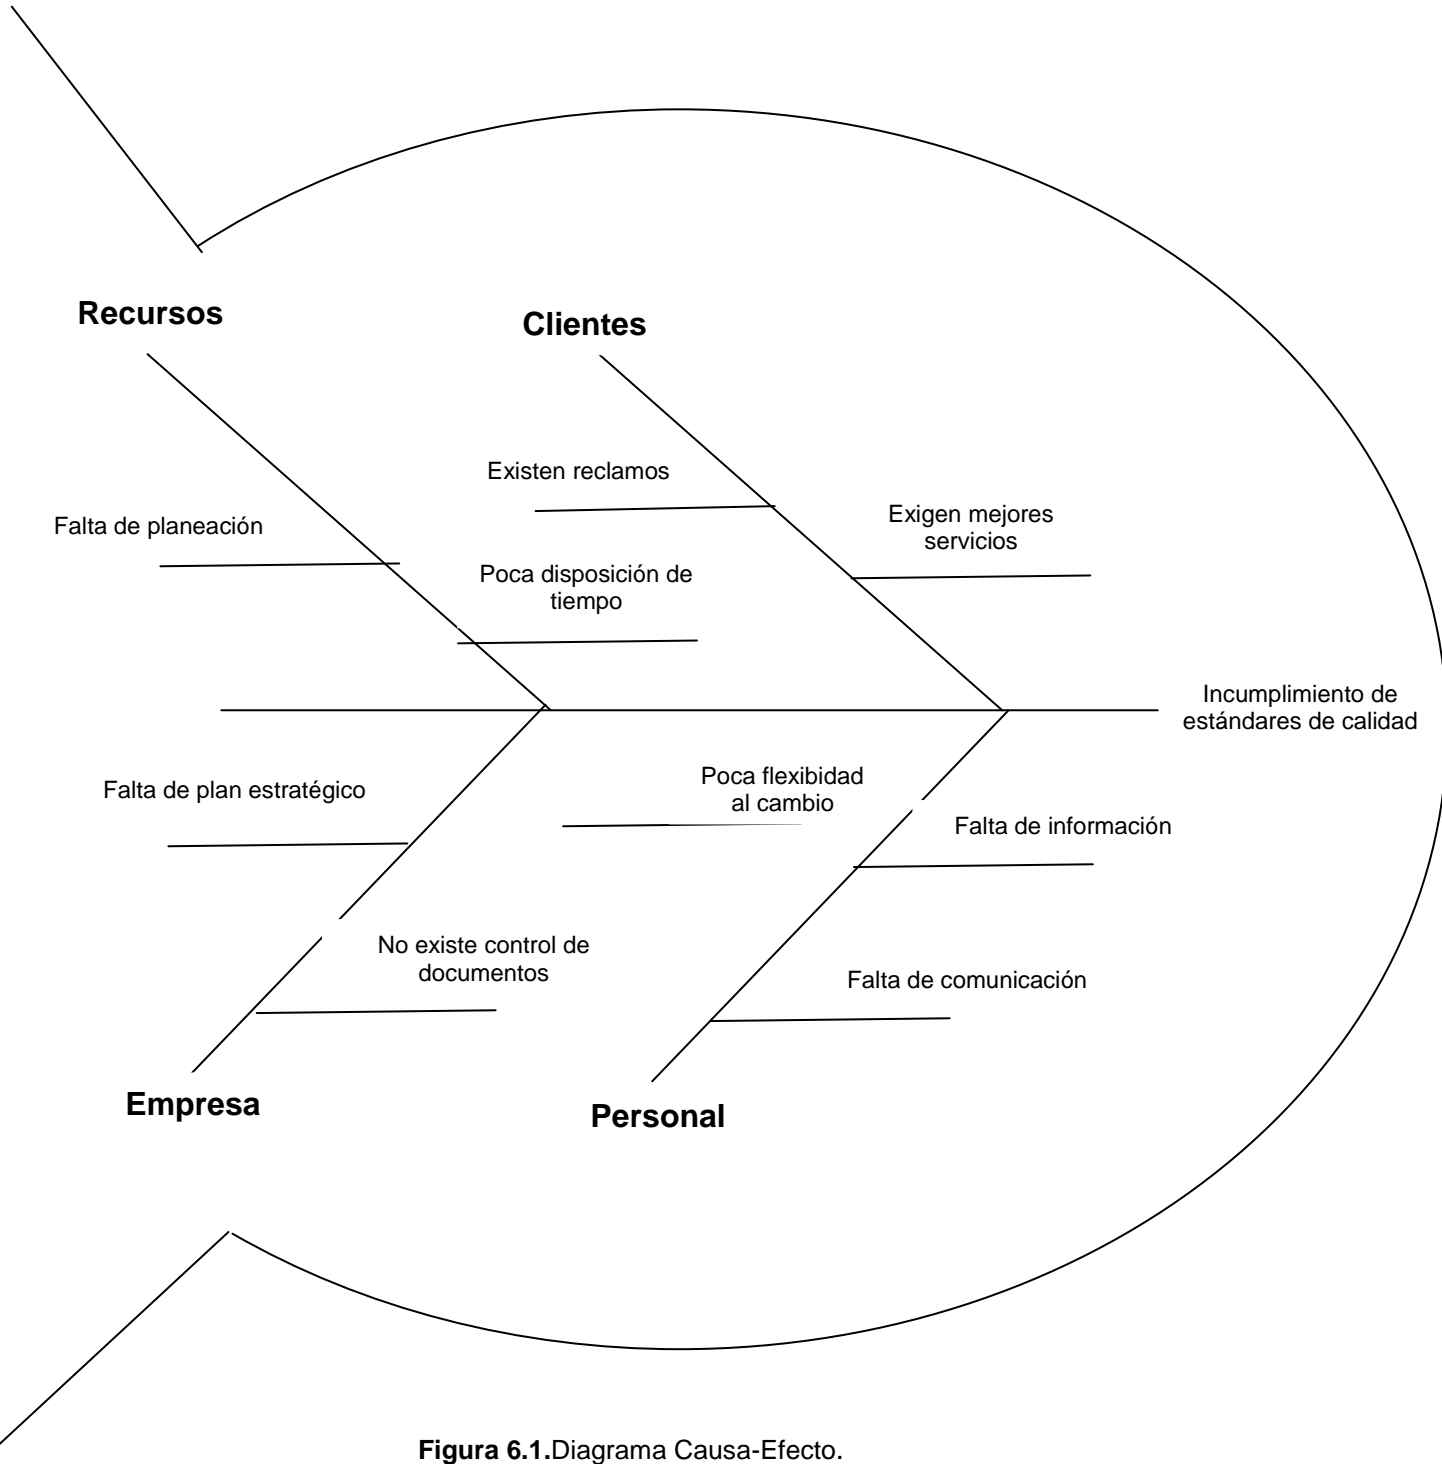 Recursos
Clientes
Existen reclamos
Falta de planeación
Exigen mejores
servicios
Poca disposición de
tiempo
Incumplimiento de
estándares de calidad
Falta de plan estratégico
Poca flexibidad
al cambio
Falta de información
No existe control de
documentos
Falta de comunicación
Empresa
Personal
Figura 6.1.Diagrama Causa-Efecto.